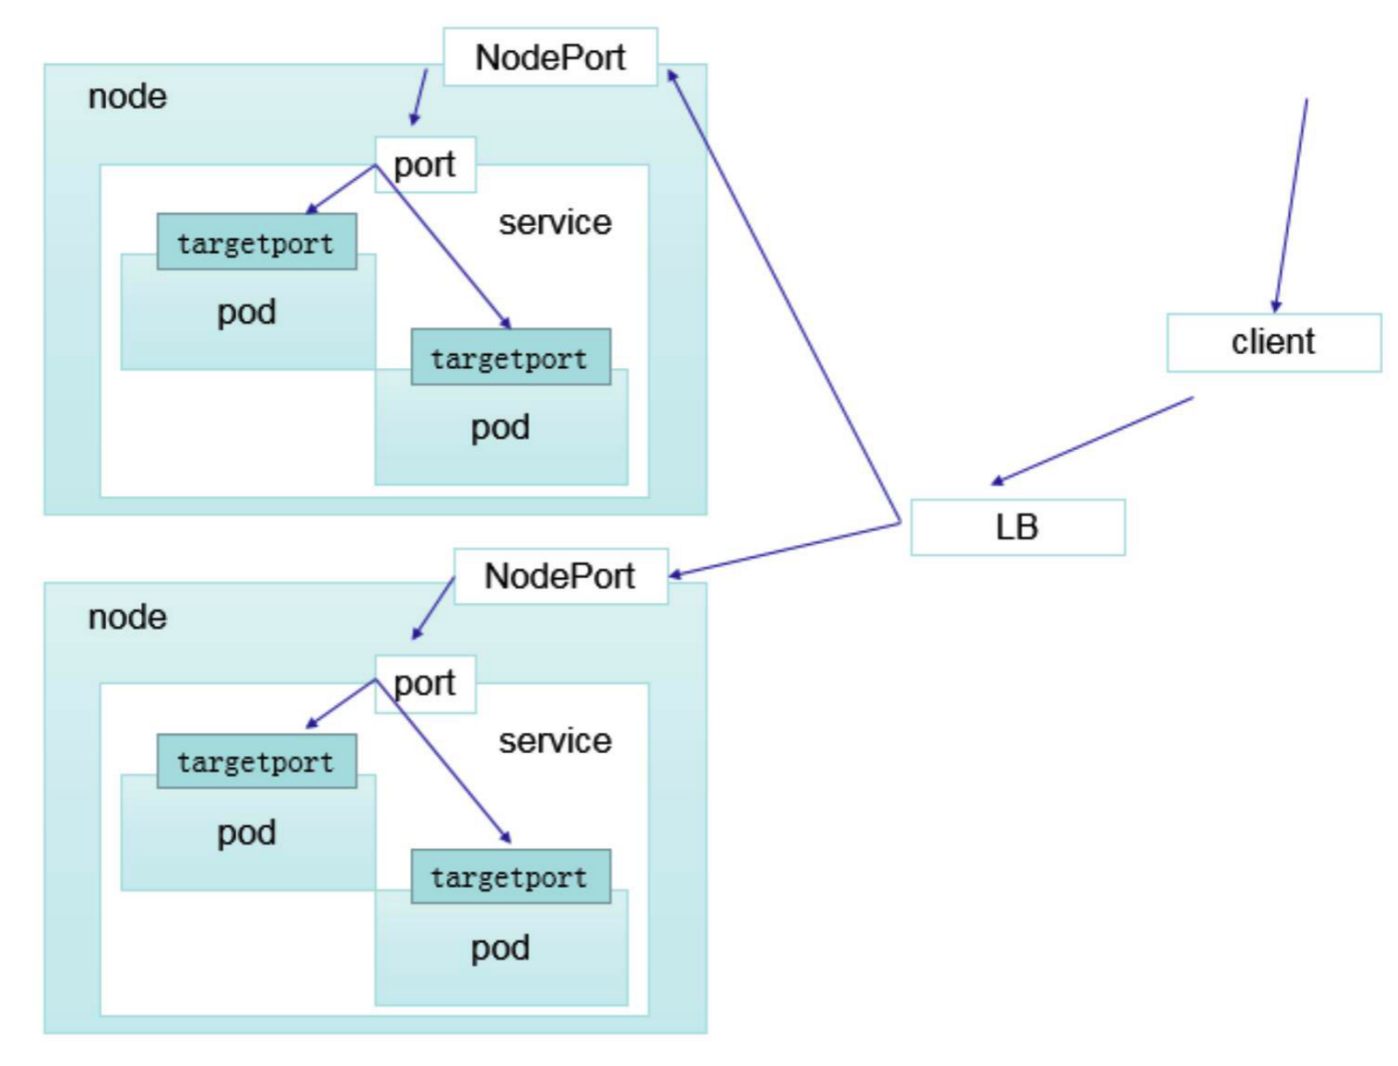 NodePort
node
port
service
targetport
pod
targetport
pod
client
LB
NodePort
node
port
service
targetport
pod
targetport
pod